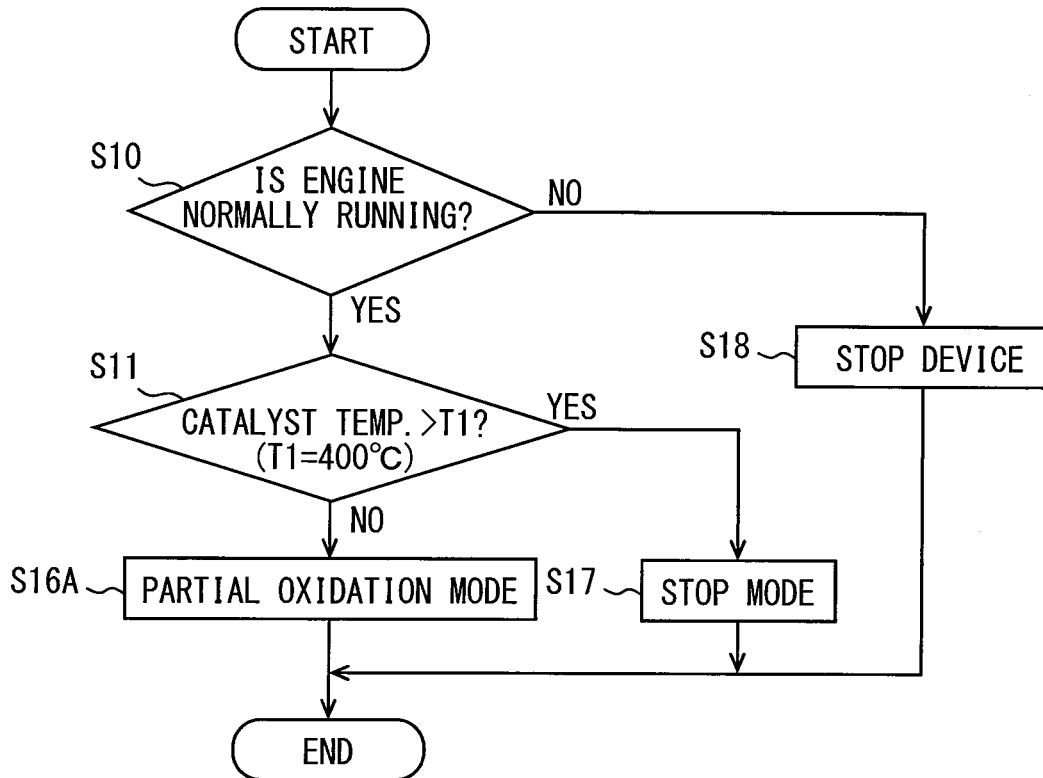 START
S10
IS ENGINE
NORMALLY RUNNING?
NO
YES
S18
STOP DEVICE
S11
CATALYST TEMP.>T1?
(T1=400°C)
YES
NO
S16A
PARTIAL OXIDATION MODE
S17
STOP MODE
END